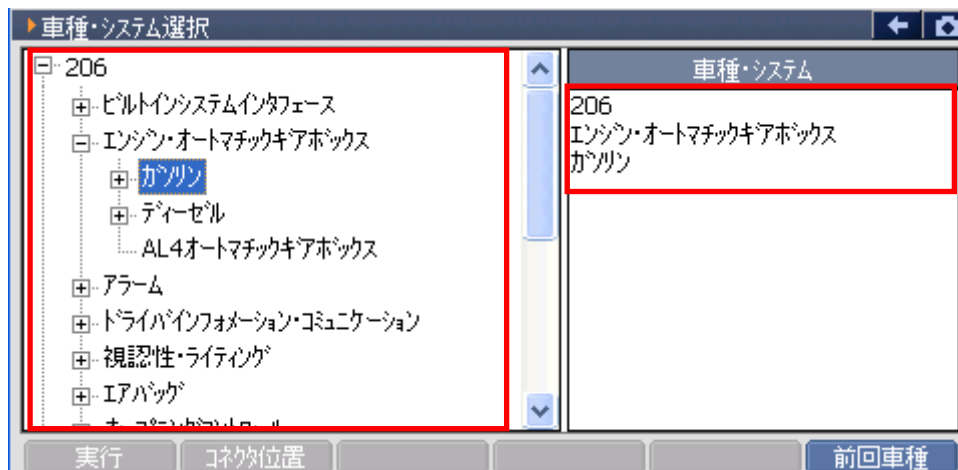 車種･ｼｽﾃﾑ選択
206
ﾋﾞﾙﾄｲﾝｼｽﾃﾑｲﾝﾀﾌｪｰｽ
ｴﾝｼﾞﾝ･ｵｰﾄﾏﾁｯｸｷﾞｱﾎﾞｯｸｽ
ｶﾞｿﾘﾝ
ﾃﾞｨｰｾﾞﾙ
AL4ｵｰﾄﾏﾁｯｸｷﾞｱﾎﾞｯｸｽ
ｱﾗｰﾑ
ﾄﾞﾗｲﾊﾞｲﾝﾌｫﾒｰｼｮﾝ･ｺﾐｭﾆｹｰｼｮﾝ
視認性･ﾗｲﾃｨﾝｸﾞ
ｴｱﾊﾞｯｸﾞ
車種･ｼｽﾃﾑ
206
ｴﾝｼﾞﾝ･ｵｰﾄﾏﾁｯｸｷﾞｱﾎﾞｯｸｽ
ｶﾞｿﾘﾝ
実行
ｺﾈｸﾀ位置
前回車種